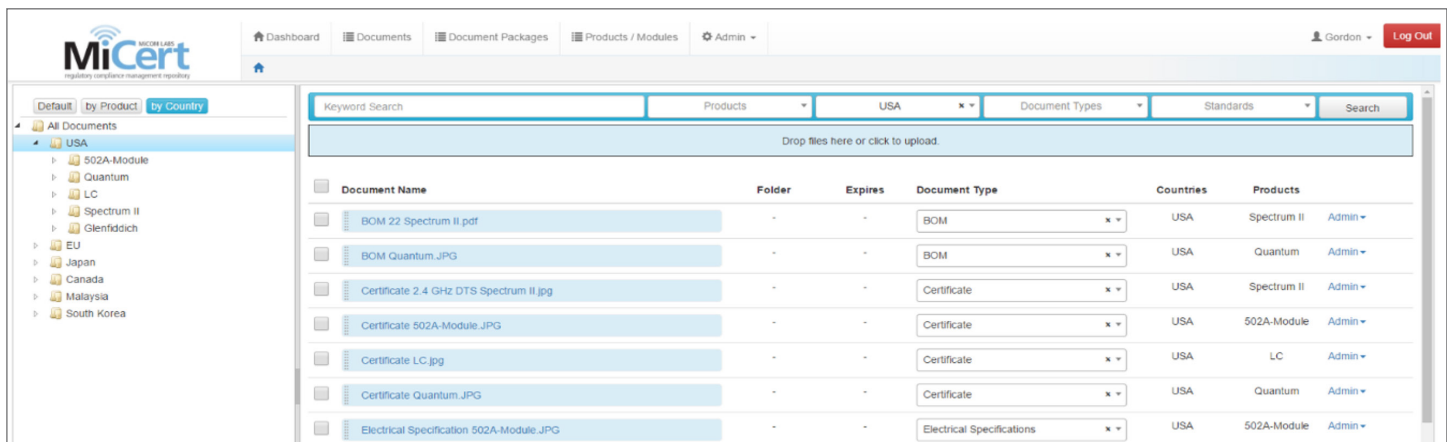 MICOM LABS
MiCert
regulatory compliance management repository
Dashboard Documents Document Packages Products / Modules Admin Gordon Log Out
Default by Product by Country
All Documents
USA
502A-Module
Quantum
LC
Spectrum II
Glenfiddich
EU
Japan
Canada
Malaysia
South Korea
Keyword Search Products USA × Document Types Standards Search
Drop files here or click to upload.
Document Name Folder Expires Document Type Countries Products
BOM 22 Spectrum II.pdf - - BOM × USA Spectrum II Admin
BOM Quantum.JPG - - BOM × USA Quantum Admin
Certificate 2.4 GHz DTS Spectrum II.jpg - - Certificate × USA Spectrum II Admin
Certificate 502A-Module.JPG - - Certificate × USA 502A-Module Admin
Certificate LC.jpg - - Certificate × USA LC Admin
Certificate Quantum.JPG - - Certificate × USA Quantum Admin
Electrical Specification 502A-Module.JPG - - Electrical Specifications × USA 502A-Module Admin